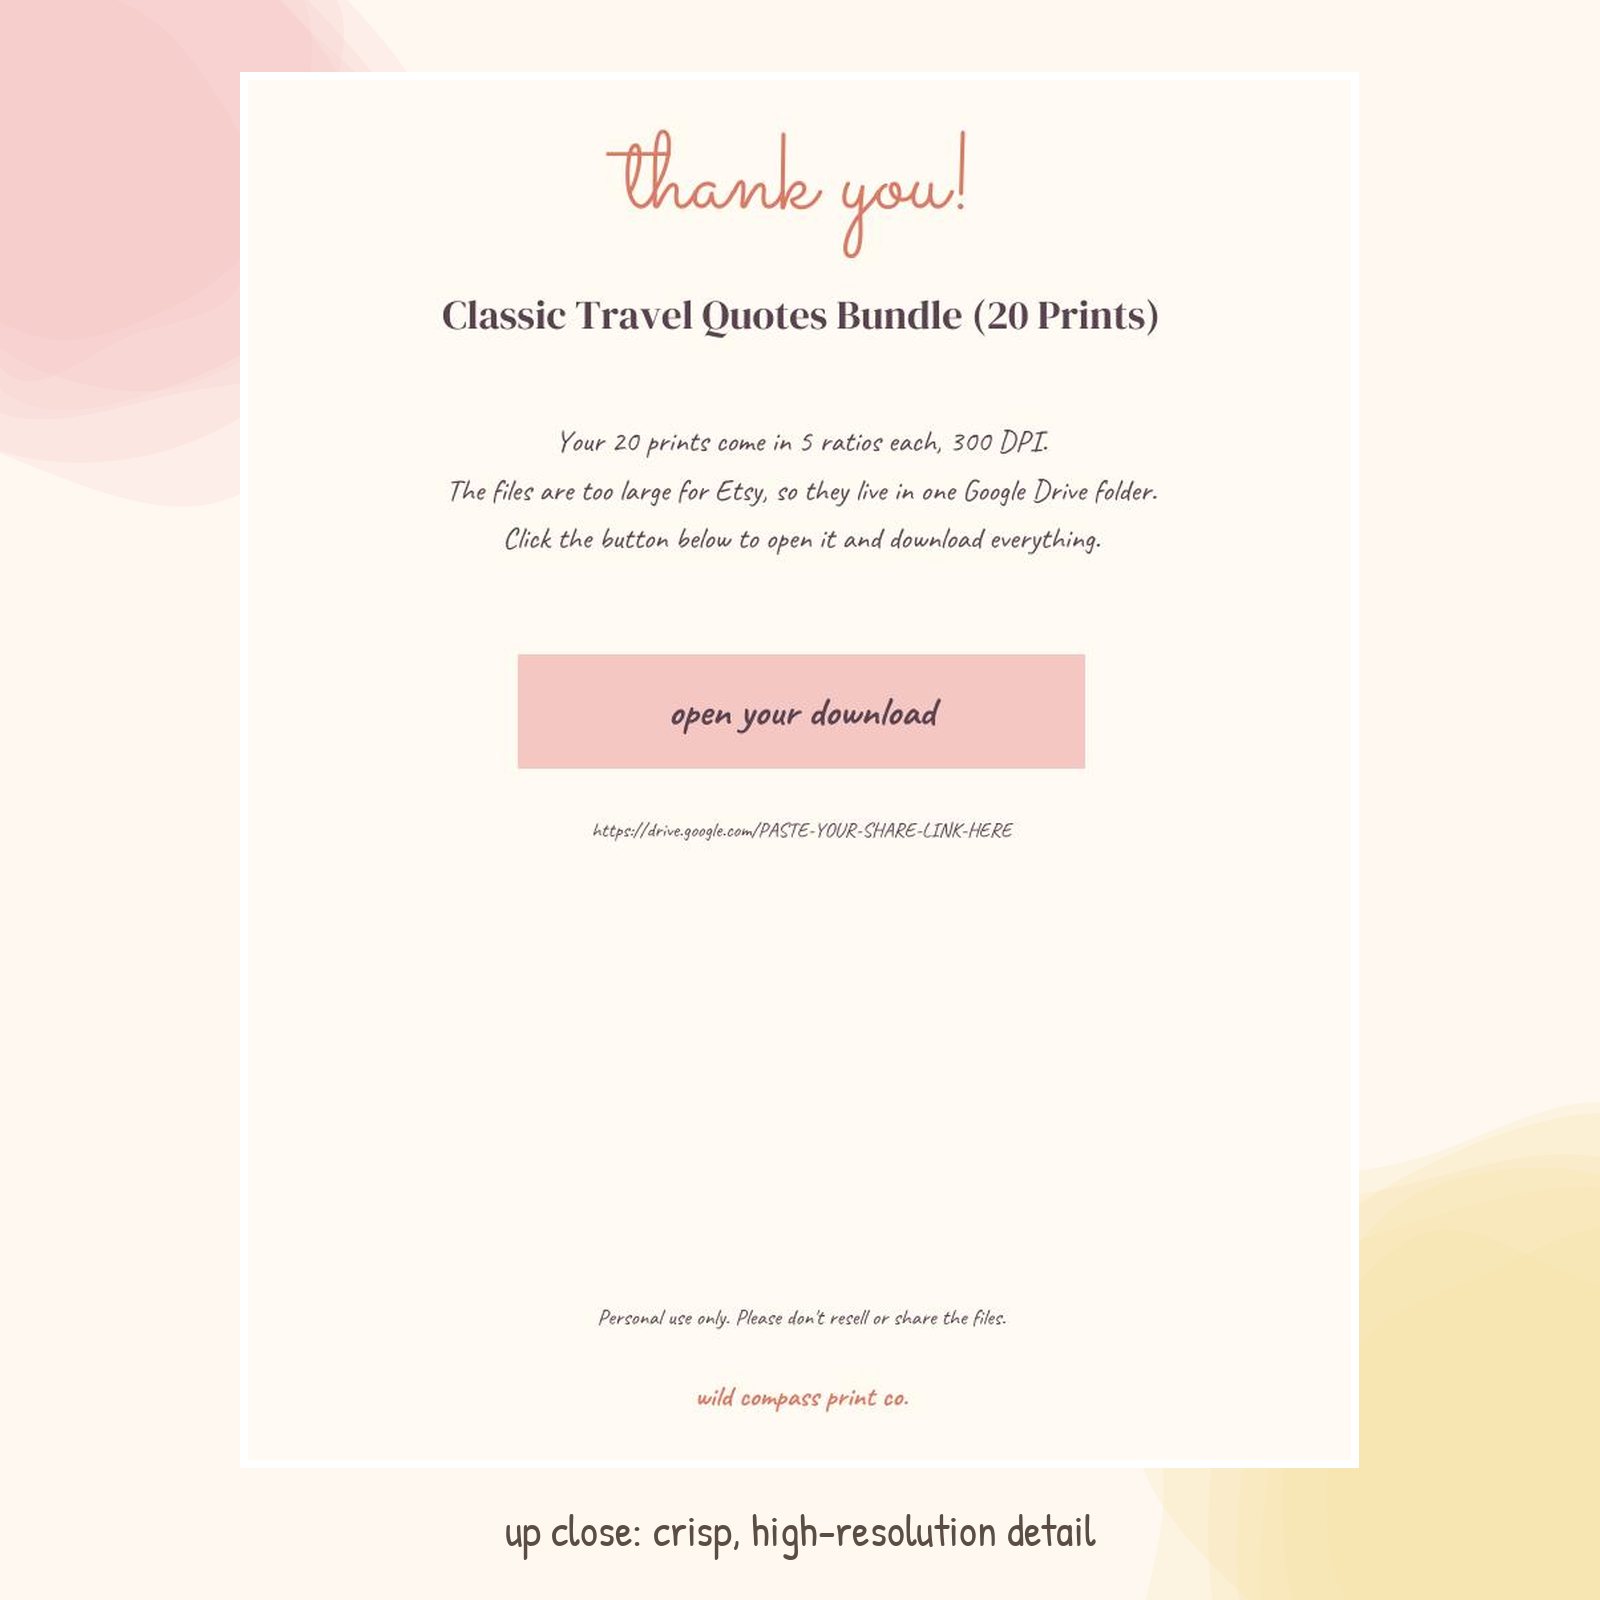 thank you!
Classic Travel Quotes Bundle (20 Prints)
Your 20 prints come in 5 ratios each, 300 DPI.
The files are too large for Etsy, so they live in one Google Drive folder.
Click the button below to open it and download everything.
open your download
https://drive.google.com/PASTE-YOUR-SHARE-LINK-HERE
Personal use only. Please don't resell or share the files.
wild compass print co.
up close: crisp, high-resolution detail